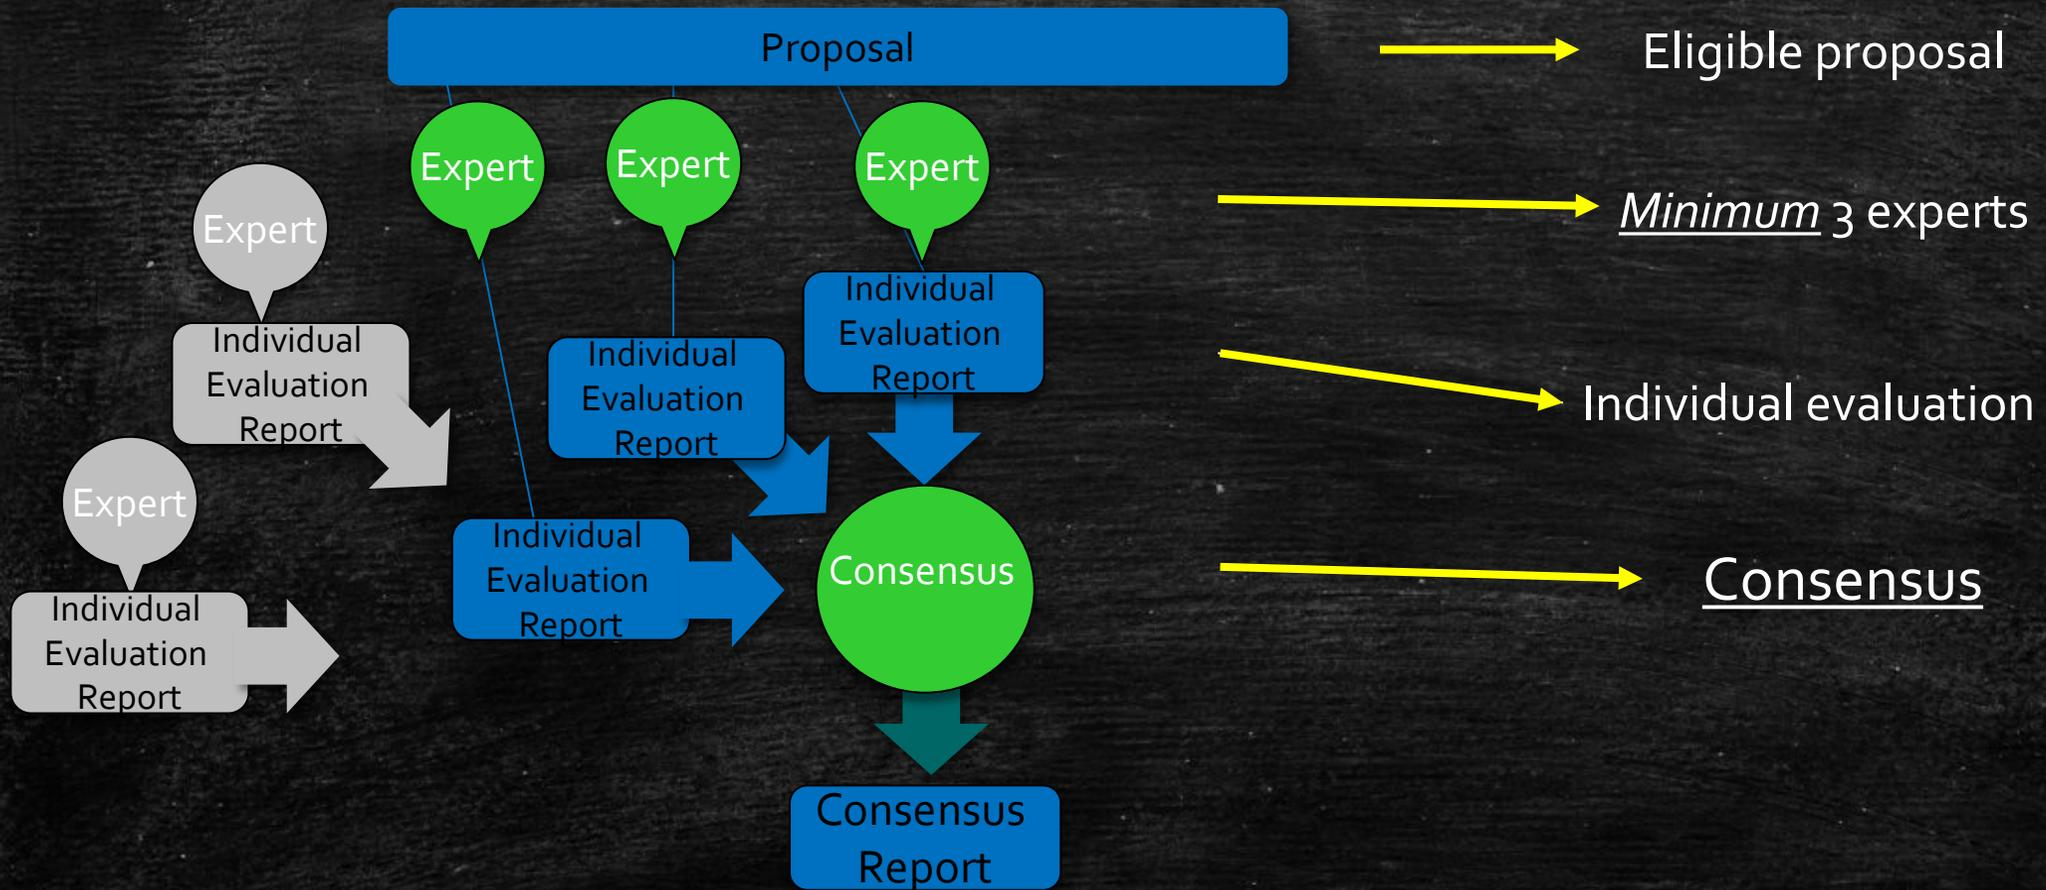 Proposal
Eligible proposal
Expert
Expert
Expert
Expert
Minimum 3 experts
Individual
Evaluation
Report
Individual
Evaluation
Report
Individual
Evaluation
Report
Individual evaluation
Expert
Individual
Evaluation
Report
Consensus
Consensus
Individual
Evaluation
Report
Consensus
Report